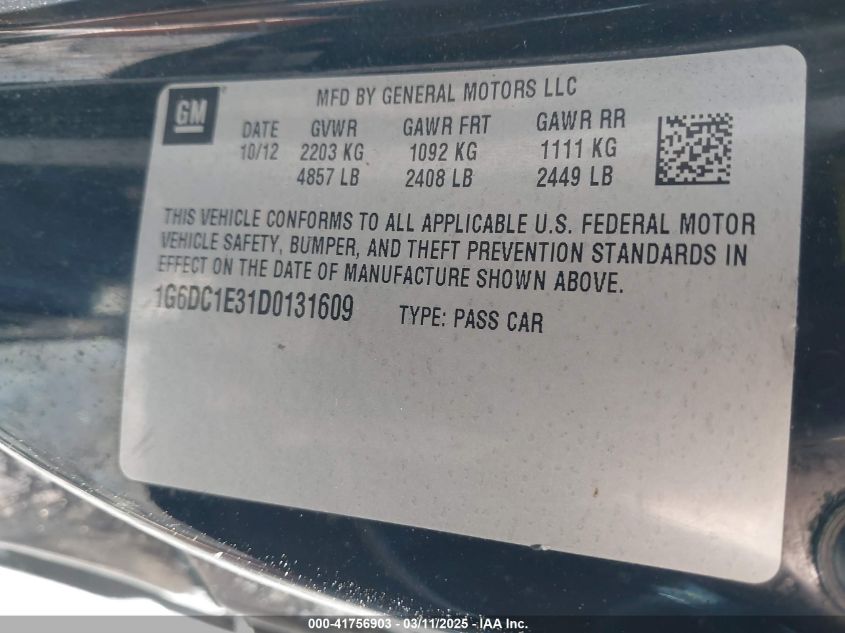 GM
MFD BY GENERAL MOTORS LLC
DATE GVWR GAWR FRT GAWR RR
10/12 2203 KG 1092 KG 1111 KG
4857 LB 2408 LB 2449 LB
THIS VEHICLE CONFORMS TO ALL APPLICABLE U.S. FEDERAL MOTOR
VEHICLE SAFETY, BUMPER, AND THEFT PREVENTION STANDARDS IN
EFFECT ON THE DATE OF MANUFACTURE SHOWN ABOVE.
1G6DC1E31D0131609 TYPE: PASS CAR
000-41756903 - 03/11/2025 - IAA Inc.